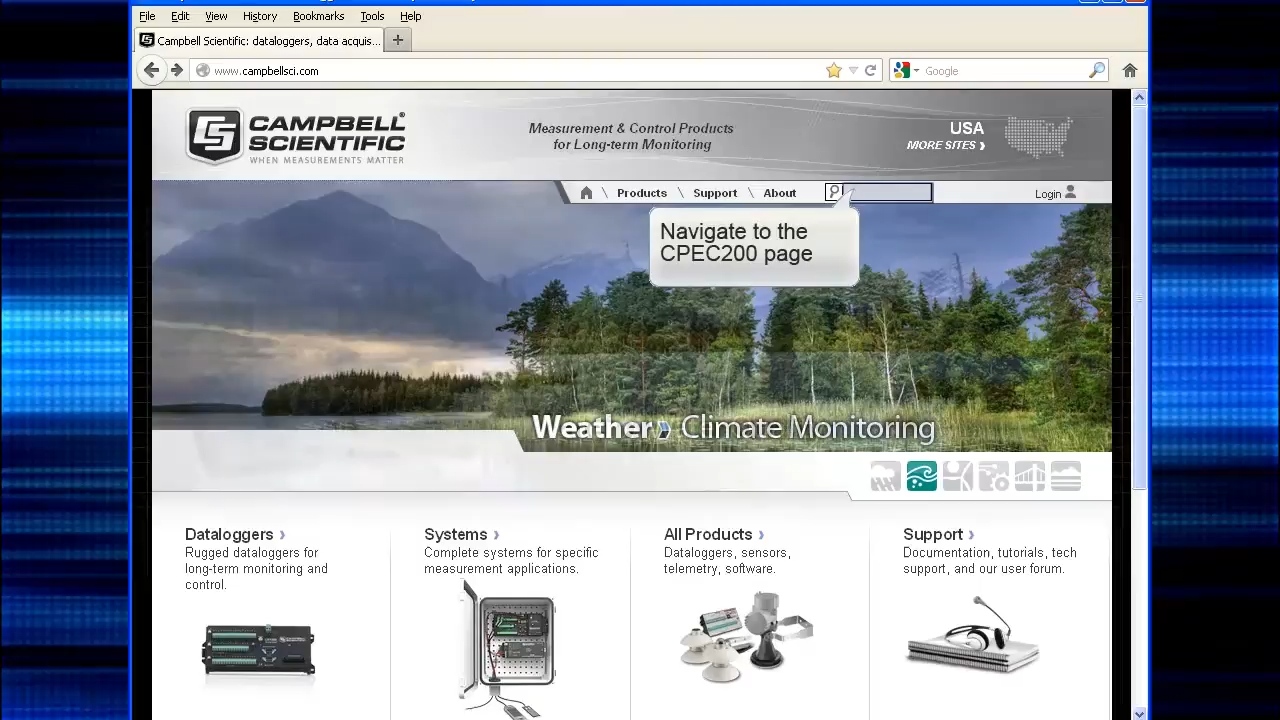 File Edit View History Bookmarks Tools Help
Campbell Scientific: dataloggers, data acquis...
www.campbellsci.com
Google
CAMPBELL SCIENTIFIC
WHEN MEASUREMENTS MATTER
Measurement & Control Products
for Long-term Monitoring
USA
MORE SITES ›
Products \ Support \ About
Login
Navigate to the
CPEC200 page
Weather Climate Monitoring
Dataloggers ›
Rugged dataloggers for
long-term monitoring and
control.
Systems ›
Complete systems for specific
measurement applications.
All Products ›
Dataloggers, sensors,
telemetry, software.
Support ›
Documentation, tutorials, tech
support, and our user forum.